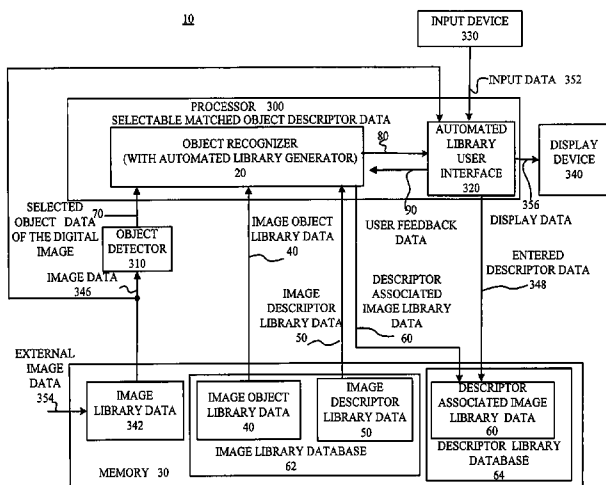 10
INPUT DEVICE
330
INPUT DATA 352
PROCESSOR 300
SELECTABLE MATCHED OBJECT DESCRIPTOR DATA
OBJECT RECOGNIZER
(WITH AUTOMATED LIBRARY GENERATOR)
20
80
AUTOMATED
LIBRARY
USER
INTERFACE
320
DISPLAY
DEVICE
340
356
DISPLAY DATA
90
USER FEEDBACK
DATA
SELECTED
OBJECT DATA
OF THE DIGITAL
IMAGE
70
OBJECT
DETECTOR
310
IMAGE DATA
346
IMAGE OBJECT
LIBRARY DATA
40
IMAGE
DESCRIPTOR
LIBRARY DATA
50
DESCRIPTOR
ASSOCIATED
IMAGE LIBRARY
DATA
60
ENTERED
DESCRIPTOR DATA
348
EXTERNAL
IMAGE
DATA
354
IMAGE
LIBRARY DATA
342
IMAGE OBJECT
LIBRARY DATA
40
IMAGE
DESCRIPTOR
LIBRARY DATA
50
IMAGE LIBRARY DATABASE
62
DESCRIPTOR
ASSOCIATED IMAGE
LIBRARY DATA
60
DESCRIPTOR LIBRARY
DATABASE
64
MEMORY 30